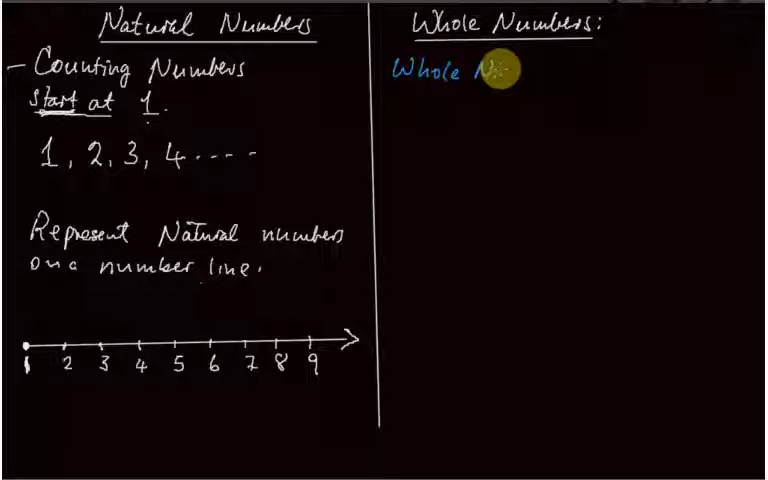 Natural Numbers
- Counting Numbers
start at 1.
1, 2, 3, 4.....
Represent Natural numbers
on a number line.
1 2 3 4 5 6 7 8 9
Whole Numbers:
Whole